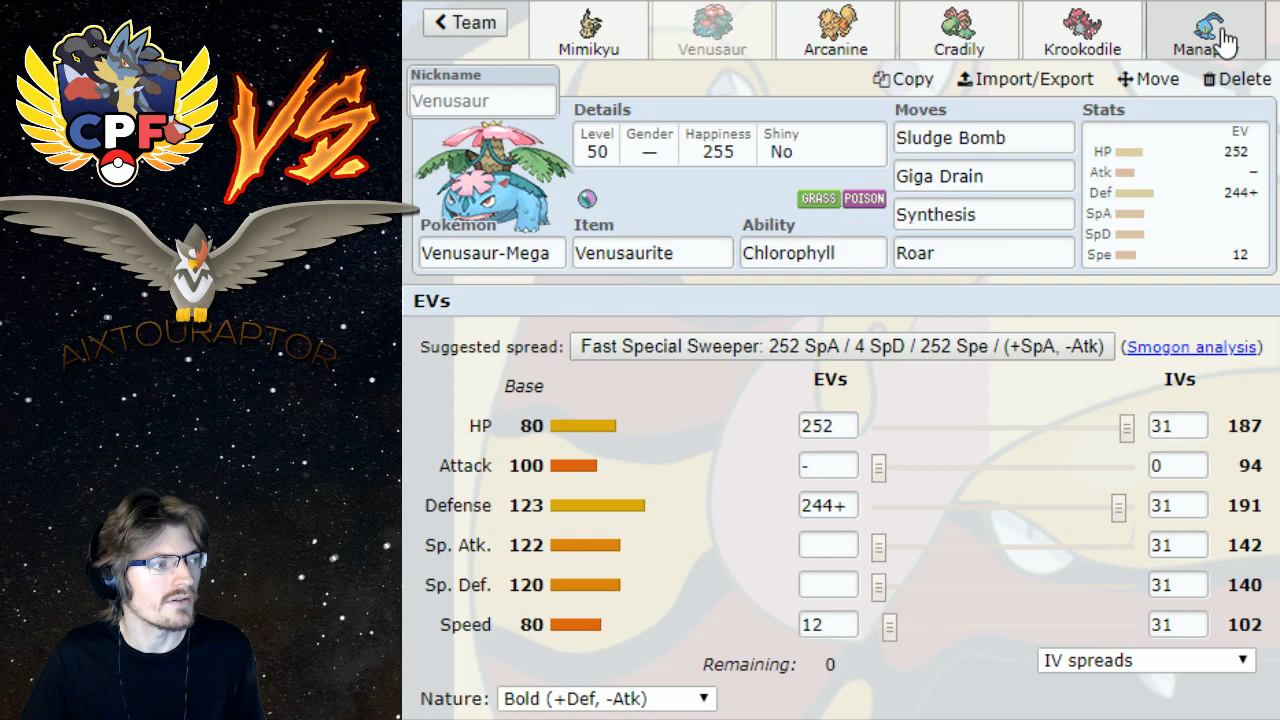 Team
Mimikyu
Venusaur
Arcanine
Cradily
Krookodile
Copy
Import/Export
Move
Delete
Nickname
Venusaur
Details
Level
50
Gender
—
Happiness
255
Shiny
No
GRASS POISON
Pokémon
Venusaur-Mega
Item
Venusaurite
Ability
Chlorophyll
Moves
Sludge Bomb
Giga Drain
Synthesis
Roar
Stats
EV
HP 252
Atk –
Def 244+
SpA
SpD
Spe 12
CPF
VS
AIXTOURAPTOR
EVs
Suggested spread: Fast Special Sweeper: 252 SpA / 4 SpD / 252 Spe / (+SpA, -Atk) (Smogon analysis)
Base EVs IVs
HP 80 252 31 187
Attack 100 - 0 94
Defense 123 244+ 31 191
Sp. Atk. 122 31 142
Sp. Def. 120 31 140
Speed 80 12 31 102
Remaining: 0
IV spreads
Nature: Bold (+Def, -Atk)